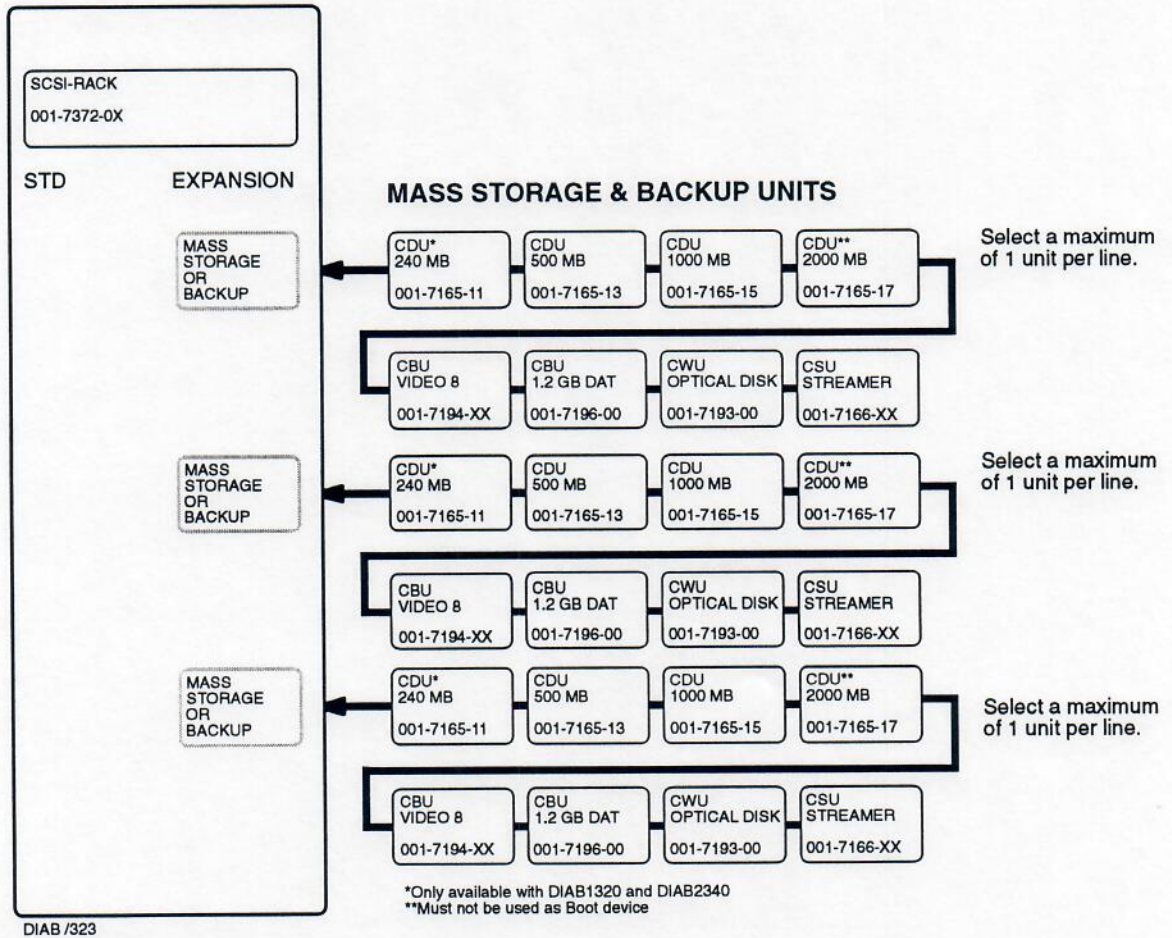 SCSI-RACK
001-7372-0X
STD
EXPANSION
MASS STORAGE & BACKUP UNITS
MASS
STORAGE
OR
BACKUP
CDU*
240 MB
001-7165-11
CDU
500 MB
001-7165-13
CDU
1000 MB
001-7165-15
CDU**
2000 MB
001-7165-17
Select a maximum
of 1 unit per line.
CBU
VIDEO 8
001-7194-XX
CBU
1.2 GB DAT
001-7196-00
CWU
OPTICAL DISK
001-7193-00
CSU
STREAMER
001-7166-XX
MASS
STORAGE
OR
BACKUP
CDU*
240 MB
001-7165-11
CDU
500 MB
001-7165-13
CDU
1000 MB
001-7165-15
CDU**
2000 MB
001-7165-17
Select a maximum
of 1 unit per line.
CBU
VIDEO 8
001-7194-XX
CBU
1.2 GB DAT
001-7196-00
CWU
OPTICAL DISK
001-7193-00
CSU
STREAMER
001-7166-XX
MASS
STORAGE
OR
BACKUP
CDU*
240 MB
001-7165-11
CDU
500 MB
001-7165-13
CDU
1000 MB
001-7165-15
CDU**
2000 MB
001-7165-17
Select a maximum
of 1 unit per line.
CBU
VIDEO 8
001-7194-XX
CBU
1.2 GB DAT
001-7196-00
CWU
OPTICAL DISK
001-7193-00
CSU
STREAMER
001-7166-XX
*Only available with DIAB1320 and DIAB2340
**Must not be used as Boot device
DIAB /323